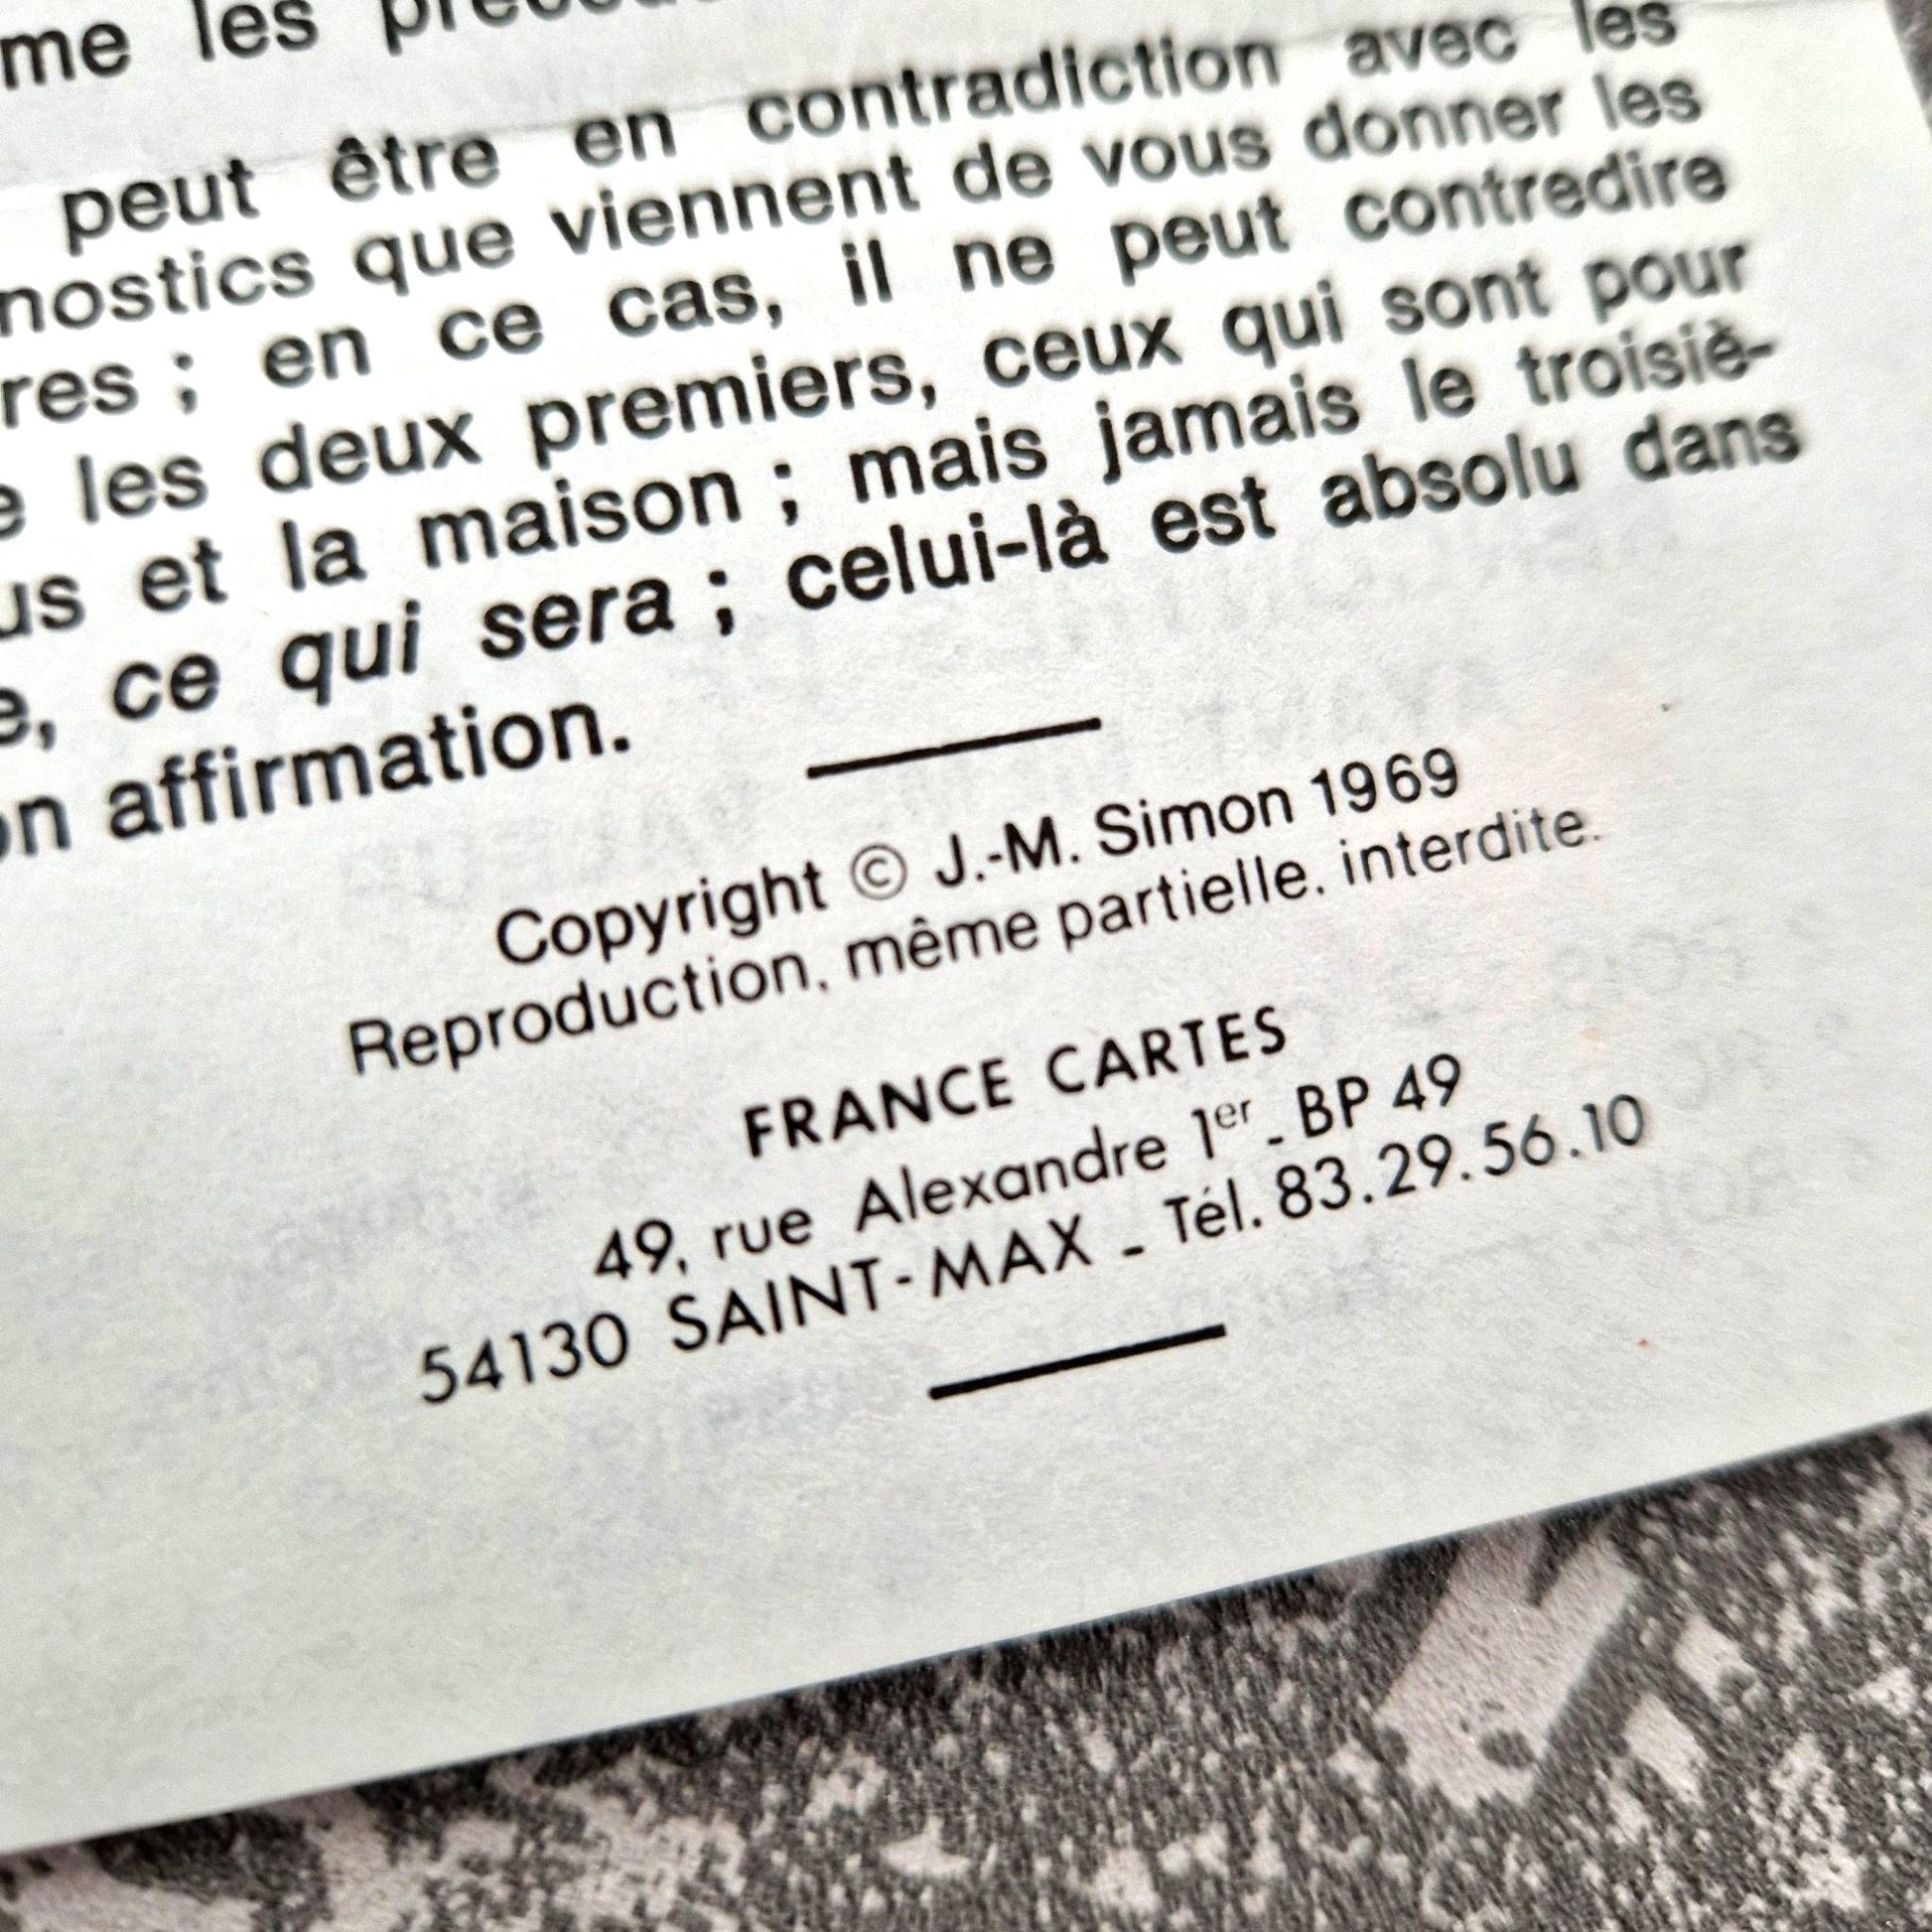 me les
peut être en contradiction avec les
nostics que viennent de vous donner les
res ; en ce cas, il ne peut contredire
e les deux premiers, ceux qui sont pour
us et la maison ; mais jamais le troisiè-
e, ce qui sera ; celui-là est absolu dans
on affirmation.
Copyright © J.-M. Simon 1969
Reproduction, même partielle, interdite.
FRANCE CARTES
49, rue Alexandre 1er - BP 49
54130 SAINT-MAX - Tél. 83.29.56.10